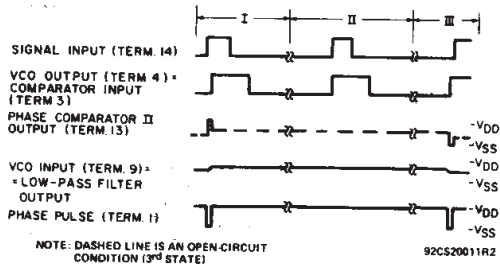 I II III
SIGNAL INPUT (TERM. 14)
VCO OUTPUT (TERM 4) =
COMPARATOR INPUT
(TERM 3)
PHASE COMPARATOR II
OUTPUT (TERM. 13)
-VDD
-VSS
VCO INPUT (TERM. 9) =
= LOW-PASS FILTER
OUTPUT
-VDD
PHASE PULSE (TERM. 1)
-VDD
-VSS
NOTE: DASHED LINE IS AN OPEN-CIRCUIT
CONDITION (3rd STATE)
92CS20011R2